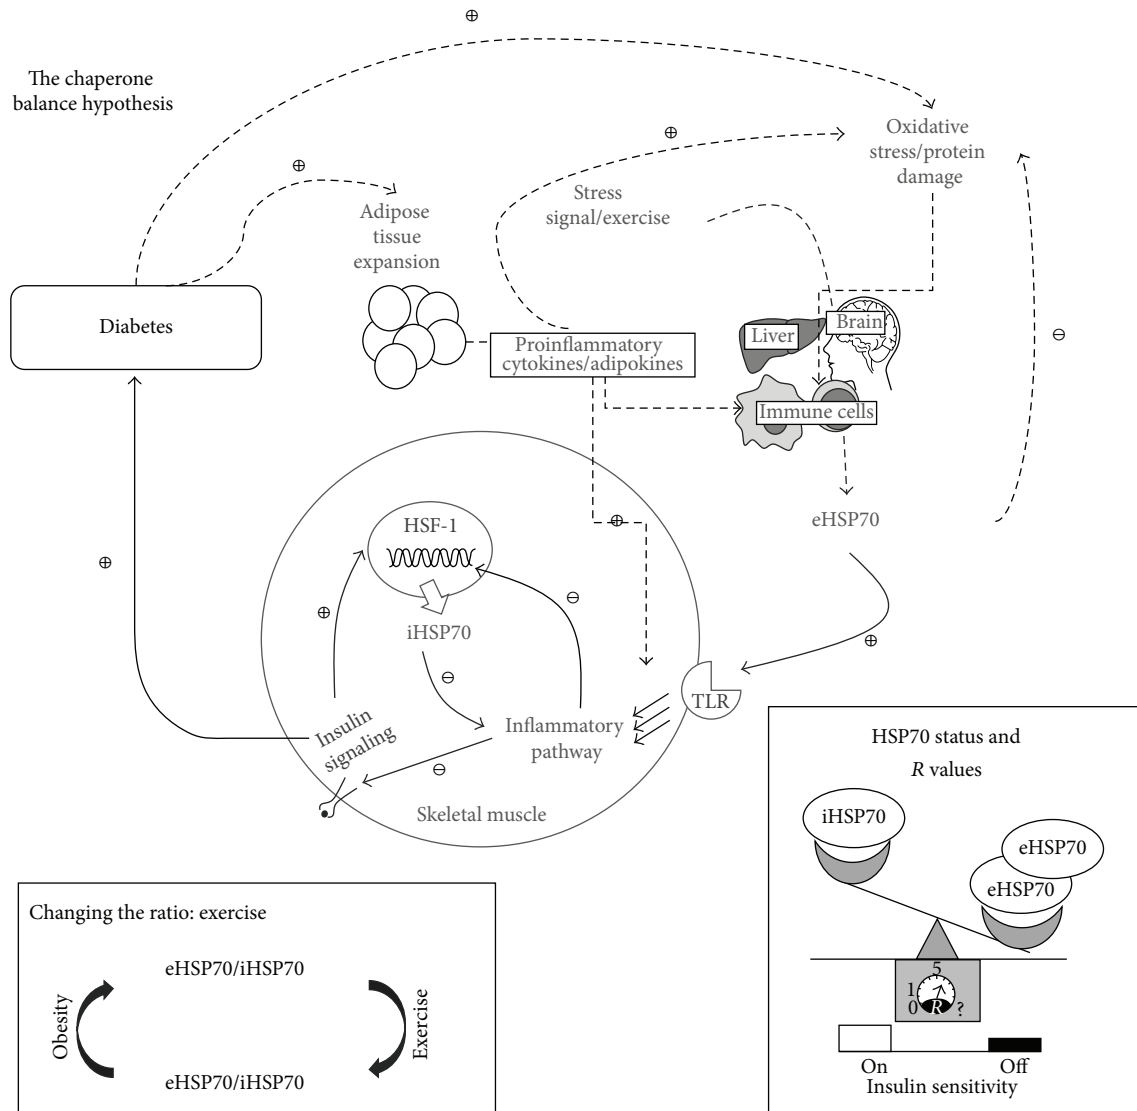 The chaperone
balance hypothesis
⊕
⊕
⊕
Oxidative
stress/protein
damage
Stress
signal/exercise
Adipose
tissue
expansion
Diabetes
Proinflammatory
cytokines/adipokines
Liver
Brain
⊖
Immune cells
eHSP70
⊕
⊕
HSF-1
⊕
iHSP70
⊖
⊖
⊕
TLR
Insulin
signaling
Inflammatory
pathway
⊖
Skeletal muscle
HSP70 status and
R values
iHSP70
eHSP70
eHSP70
5
1
0
R
?
On
Off
Insulin sensitivity
Changing the ratio: exercise
eHSP70/iHSP70
Obesity
Exercise
eHSP70/iHSP70